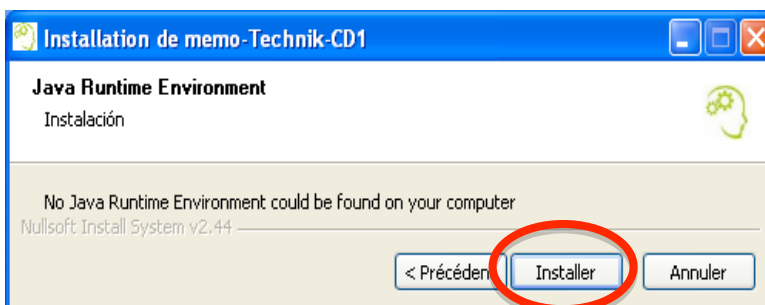 Installation de memo-Technik-CD1
Java Runtime Environment
Instalación
No Java Runtime Environment could be found on your computer
Nullsoft Install System v2.44
< Précéden Installer Annuler